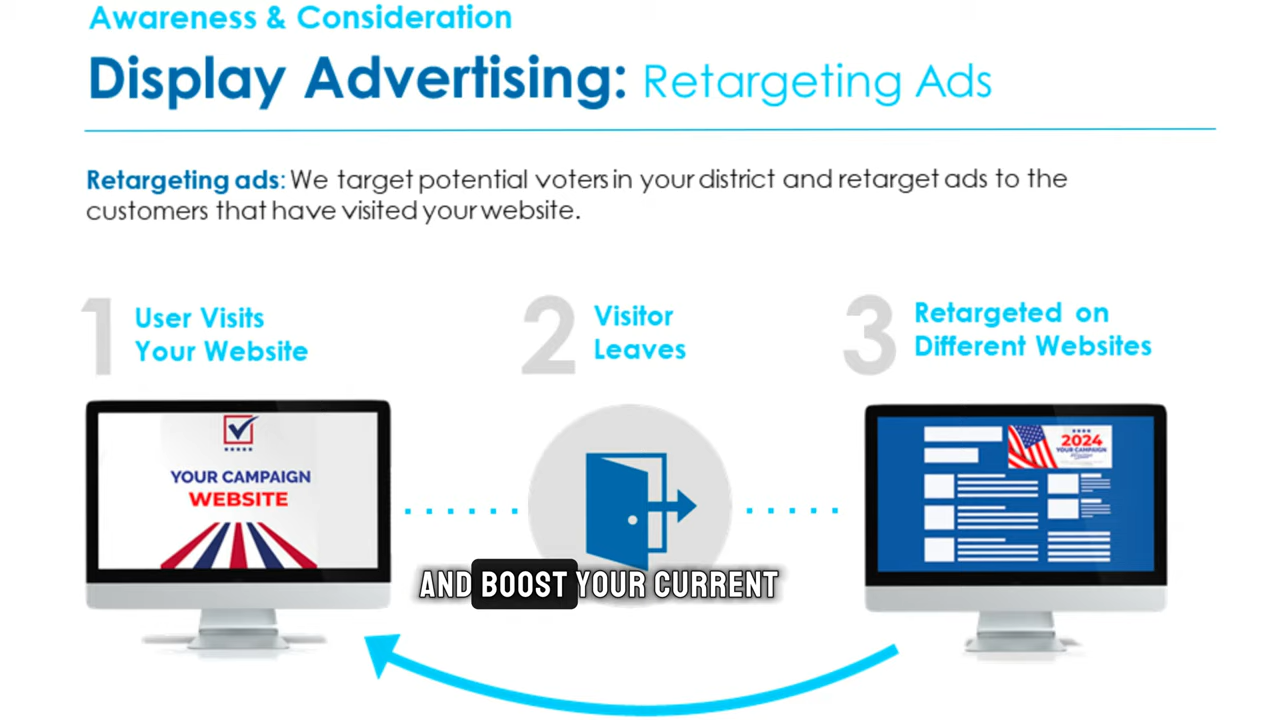 Awareness & Consideration
Display Advertising: Retargeting Ads
Retargeting ads: We target potential voters in your district and retarget ads to the
customers that have visited your website.
1 User Visits
Your Website
2 Visitor
Leaves
3 Retargeted on
Different Websites
YOUR CAMPAIGN
WEBSITE
2024
YOUR CAMPAIGN
AND BOOST YOUR CURRENT